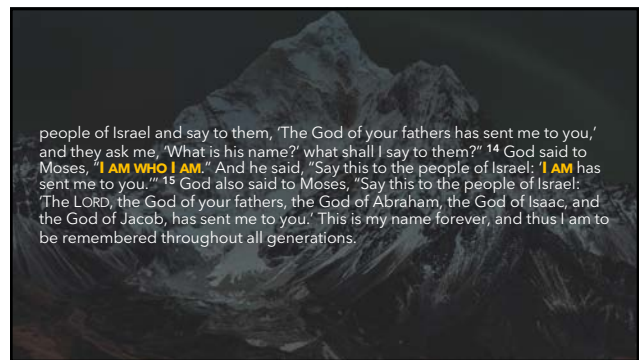 people of Israel and say to them, ‘The God of your fathers has sent me to you,’
and they ask me, ‘What is his name?’ what shall I say to them?” 14 God said to
Moses, “I AM WHO I AM.” And he said, “Say this to the people of Israel: ‘I AM has
sent me to you.’” 15 God also said to Moses, “Say this to the people of Israel:
‘The LORD, the God of your fathers, the God of Abraham, the God of Isaac, and
the God of Jacob, has sent me to you.’ This is my name forever, and thus I am to
be remembered throughout all generations.